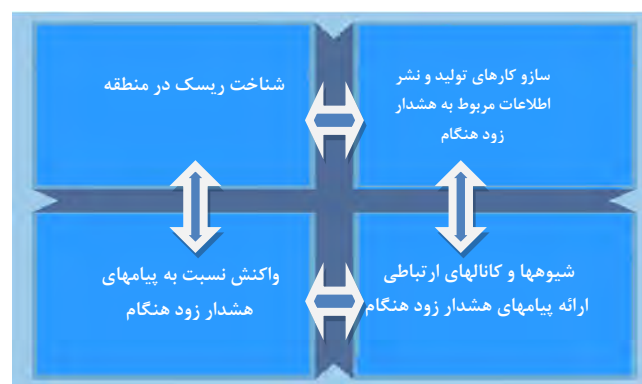 سازو کارهای تولید و نشر
اطلاعات مربوط به هشدار
زود هنگام
شناخت ریسک در منطقه
شیوهها و کانالهای ارتباطی
ارائه پیامهای هشدار زود هنگام
واکنش نسبت به پیامهای
هشدار زود هنگام